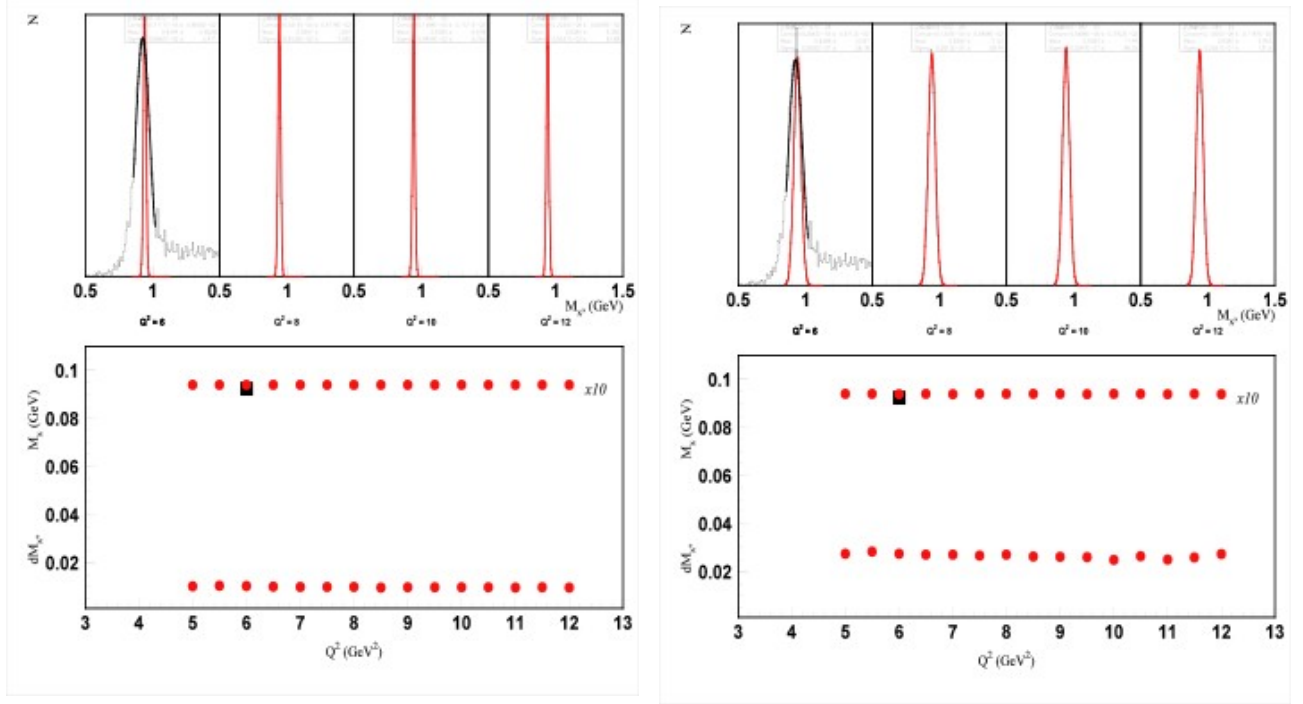 N
0.5 1 0.5 1 0.5 1 0.5 1 1.5
M_x" (GeV)
Q² = 6 Q² = 8 Q² = 10 Q² = 12
0.1
0.08
0.06
0.04
0.02
M_x (GeV)
dM_x"
x10
3 4 5 6 7 8 9 10 11 12 13
Q² (GeV²)
N
0.5 1 0.5 1 0.5 1 0.5 1 1.5
M_x" (GeV)
Q² = 6 Q² = 8 Q² = 10 Q² = 12
0.1
0.08
0.06
0.04
0.02
M_x (GeV)
dM_x"
x10
3 4 5 6 7 8 9 10 11 12 13
Q² (GeV²)